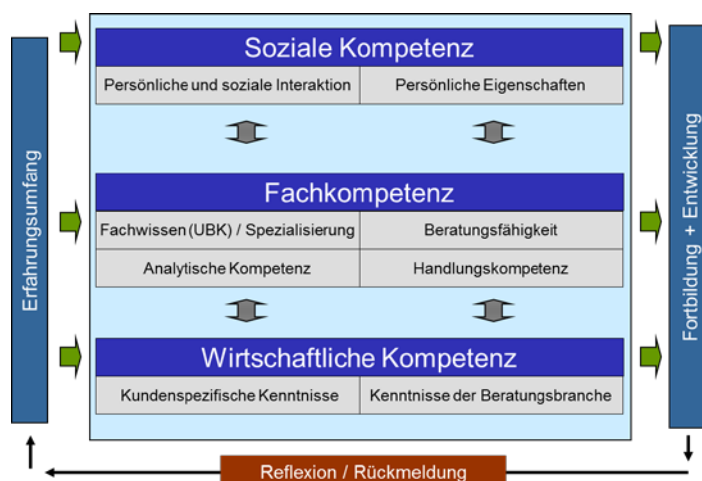 Erfahrungsumfang
Soziale Kompetenz
Persönliche und soziale Interaktion
Persönliche Eigenschaften
Fachkompetenz
Fachwissen (UBK) / Spezialisierung
Beratungsfähigkeit
Analytische Kompetenz
Handlungskompetenz
Wirtschaftliche Kompetenz
Kundenspezifische Kenntnisse
Kenntnisse der Beratungsbranche
Fortbildung + Entwicklung
Reflexion / Rückmeldung